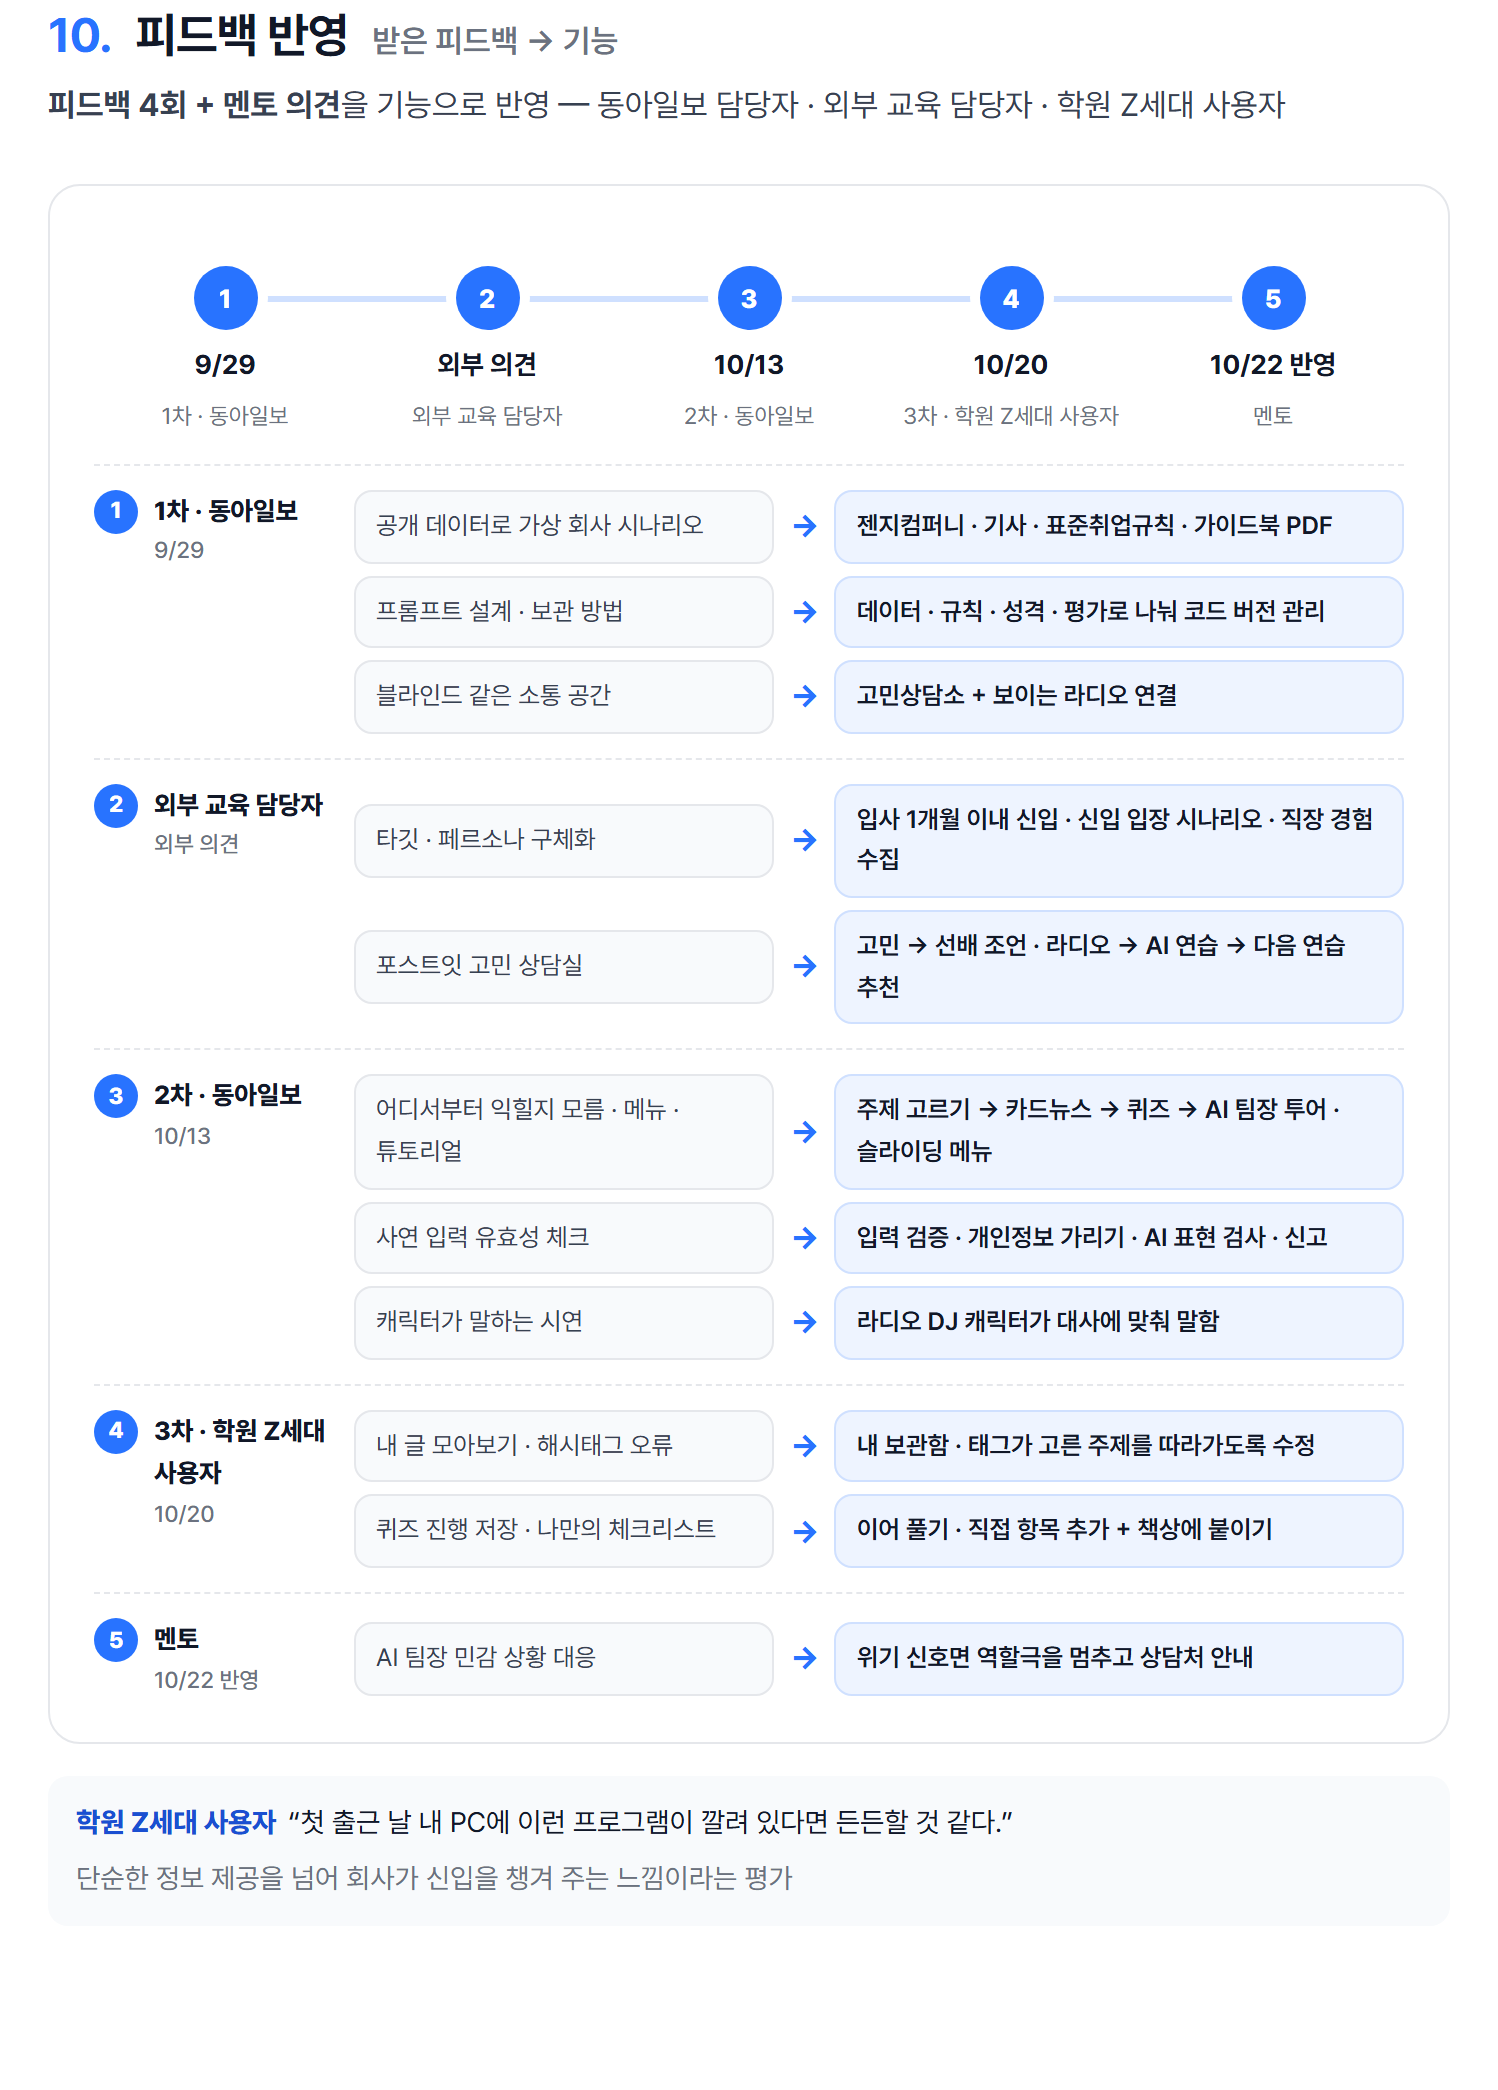 10. 피드백 반영 받은 피드백 → 기능
피드백 4회 + 멘토 의견을 기능으로 반영 — 동아일보 담당자 · 외부 교육 담당자 · 학원 Z세대 사용자
1 2 3 4 5
9/29 외부 의견 10/13 10/20 10/22 반영
1차 · 동아일보 외부 교육 담당자 2차 · 동아일보 3차 · 학원 Z세대 사용자 멘토
1 1차 · 동아일보
9/29
공개 데이터로 가상 회사 시나리오 → 젠지컴퍼니 · 기사 · 표준취업규칙 · 가이드북 PDF
프롬프트 설계 · 보관 방법 → 데이터 · 규칙 · 성격 · 평가로 나눠 코드 버전 관리
블라인드 같은 소통 공간 → 고민상담소 + 보이는 라디오 연결
2 외부 교육 담당자
외부 의견
타깃 · 페르소나 구체화 → 입사 1개월 이내 신입 · 신입 입장 시나리오 · 직장 경험
수집
포스트잇 고민 상담실 → 고민 → 선배 조언 · 라디오 → AI 연습 → 다음 연습
추천
3 2차 · 동아일보
10/13
어디서부터 익힐지 모름 · 메뉴 ·
튜토리얼
→ 주제 고르기 → 카드뉴스 → 퀴즈 → AI 팀장 투어 ·
슬라이딩 메뉴
사연 입력 유효성 체크 → 입력 검증 · 개인정보 가리기 · AI 표현 검사 · 신고
캐릭터가 말하는 시연 → 라디오 DJ 캐릭터가 대사에 맞춰 말함
4 3차 · 학원 Z세대
사용자
10/20
내 글 모아보기 · 해시태그 오류 → 내 보관함 · 태그가 고른 주제를 따라가도록 수정
퀴즈 진행 저장 · 나만의 체크리스트 → 이어 풀기 · 직접 항목 추가 + 책상에 붙이기
5 멘토
10/22 반영
AI 팀장 민감 상황 대응 → 위기 신호면 역할극을 멈추고 상담처 안내
학원 Z세대 사용자 “첫 출근 날 내 PC에 이런 프로그램이 깔려 있다면 든든할 것 같다.”
단순한 정보 제공을 넘어 회사가 신입을 챙겨 주는 느낌이라는 평가